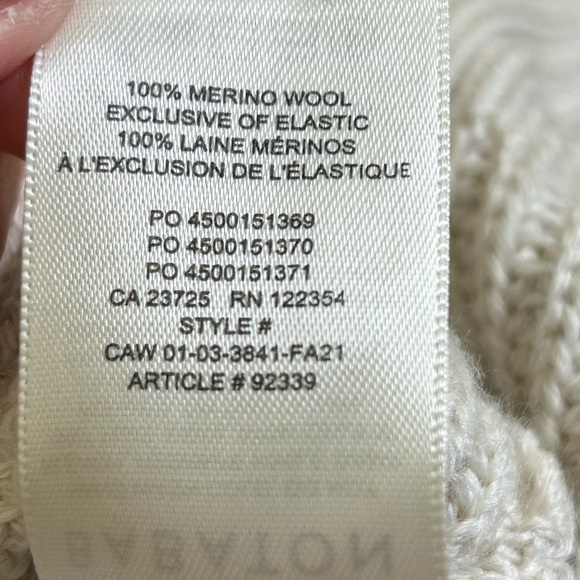 100% MERINO WOOL
EXCLUSIVE OF ELASTIC
100% LAINE MÉRINOS
À L'EXCLUSION DE L'ÉLASTIQUE
PO 4500151369
PO 4500151370
PO 4500151371
CA 23725 RN 122354
STYLE #
CAW 01-03-3841-FA21
ARTICLE # 92339
BABATON